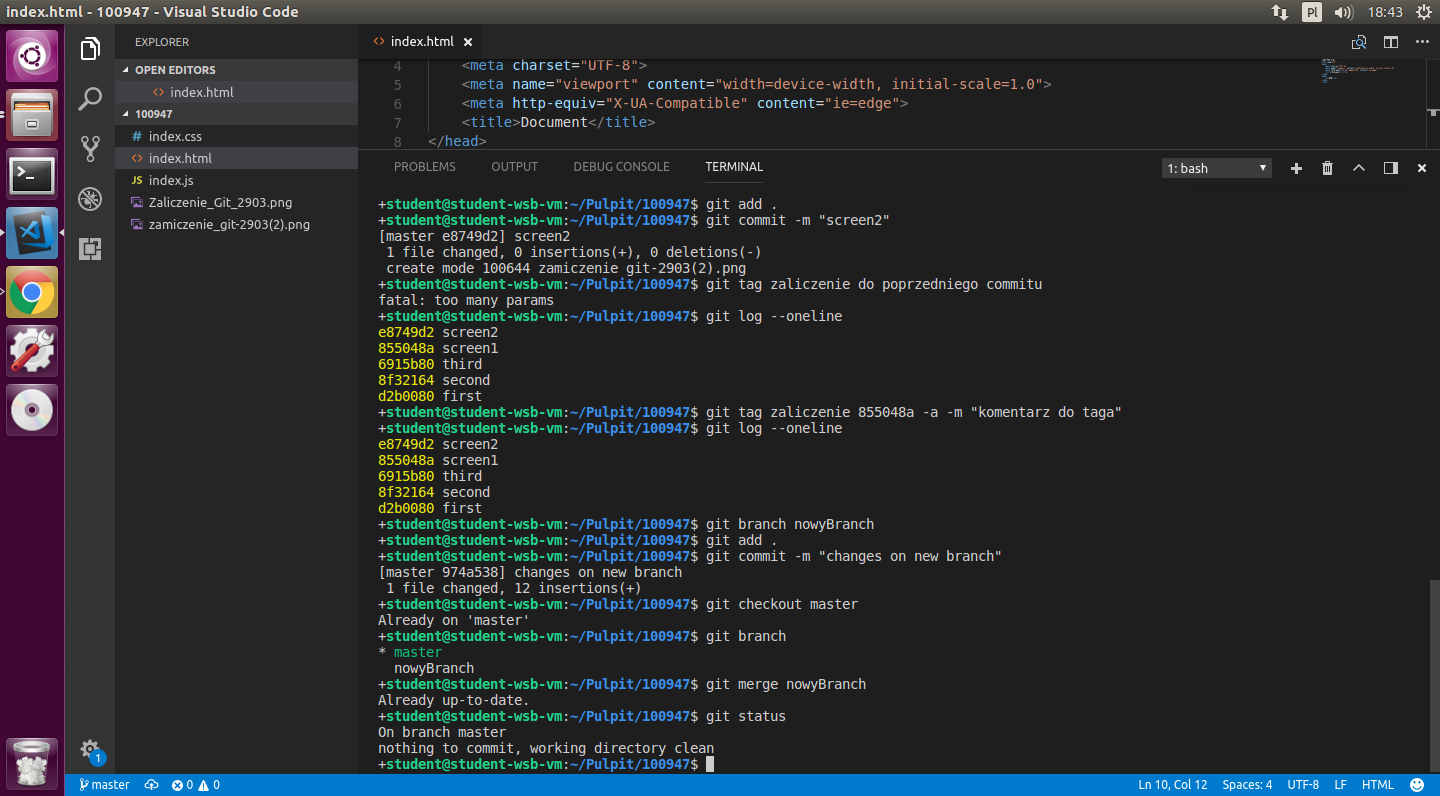 index.html - 100947 - Visual Studio Code
Pl
18:43
EXPLORER
OPEN EDITORS
<> index.html
100947
# index.css
<> index.html
JS index.js
Zaliczenie_Git_2903.png
zamiczenie_git-2903(2).png
<> index.html ×
4 <meta charset="UTF-8">
5 <meta name="viewport" content="width=device-width, initial-scale=1.0">
6 <meta http-equiv="X-UA-Compatible" content="ie=edge">
7 <title>Document</title>
8 </head>
PROBLEMS OUTPUT DEBUG CONSOLE TERMINAL 1: bash
+student@student-wsb-vm:~/Pulpit/100947$ git add .
+student@student-wsb-vm:~/Pulpit/100947$ git commit -m "screen2"
[master e8749d2] screen2
 1 file changed, 0 insertions(+), 0 deletions(-)
 create mode 100644 zamiczenie git-2903(2).png
+student@student-wsb-vm:~/Pulpit/100947$ git tag zaliczenie do poprzedniego commitu
fatal: too many params
+student@student-wsb-vm:~/Pulpit/100947$ git log --oneline
e8749d2 screen2
855048a screen1
6915b80 third
8f32164 second
d2b0080 first
+student@student-wsb-vm:~/Pulpit/100947$ git tag zaliczenie 855048a -a -m "komentarz do taga"
+student@student-wsb-vm:~/Pulpit/100947$ git log --oneline
e8749d2 screen2
855048a screen1
6915b80 third
8f32164 second
d2b0080 first
+student@student-wsb-vm:~/Pulpit/100947$ git branch nowyBranch
+student@student-wsb-vm:~/Pulpit/100947$ git add .
+student@student-wsb-vm:~/Pulpit/100947$ git commit -m "changes on new branch"
[master 974a538] changes on new branch
 1 file changed, 12 insertions(+)
+student@student-wsb-vm:~/Pulpit/100947$ git checkout master
Already on 'master'
+student@student-wsb-vm:~/Pulpit/100947$ git branch
* master
  nowyBranch
+student@student-wsb-vm:~/Pulpit/100947$ git merge nowyBranch
Already up-to-date.
+student@student-wsb-vm:~/Pulpit/100947$ git status
On branch master
nothing to commit, working directory clean
+student@student-wsb-vm:~/Pulpit/100947$
1
master 0 0 Ln 10, Col 12 Spaces: 4 UTF-8 LF HTML